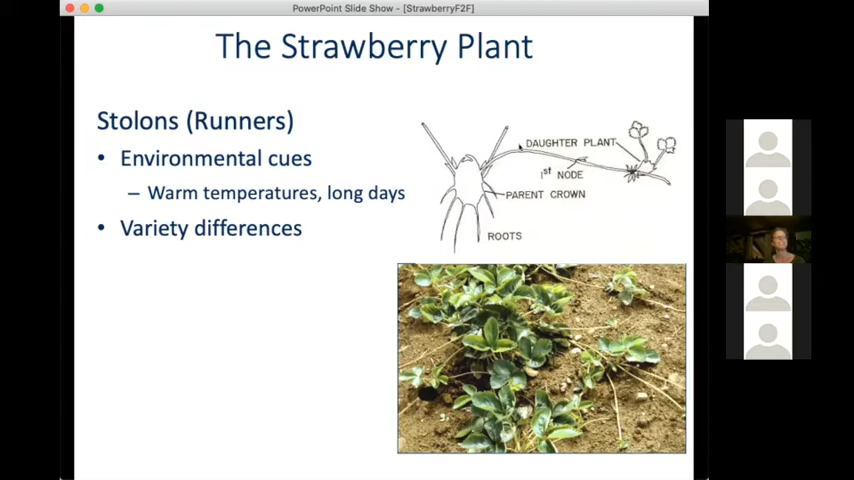 PowerPoint Slide Show - [StrawberryF2F]
The Strawberry Plant
Stolons (Runners)
• Environmental cues
– Warm temperatures, long days
• Variety differences
DAUGHTER PLANT
1st NODE
PARENT CROWN
ROOTS